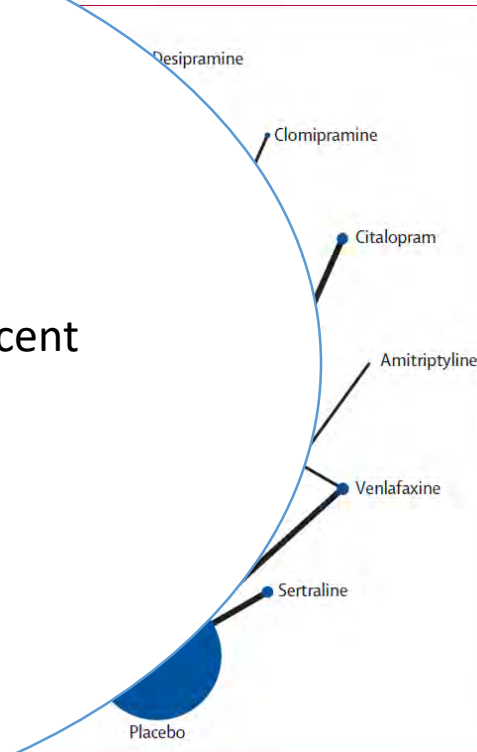 Desipramine
Clomipramine
Citalopram
cent
Amitriptyline
Venlafaxine
Sertraline
Placebo